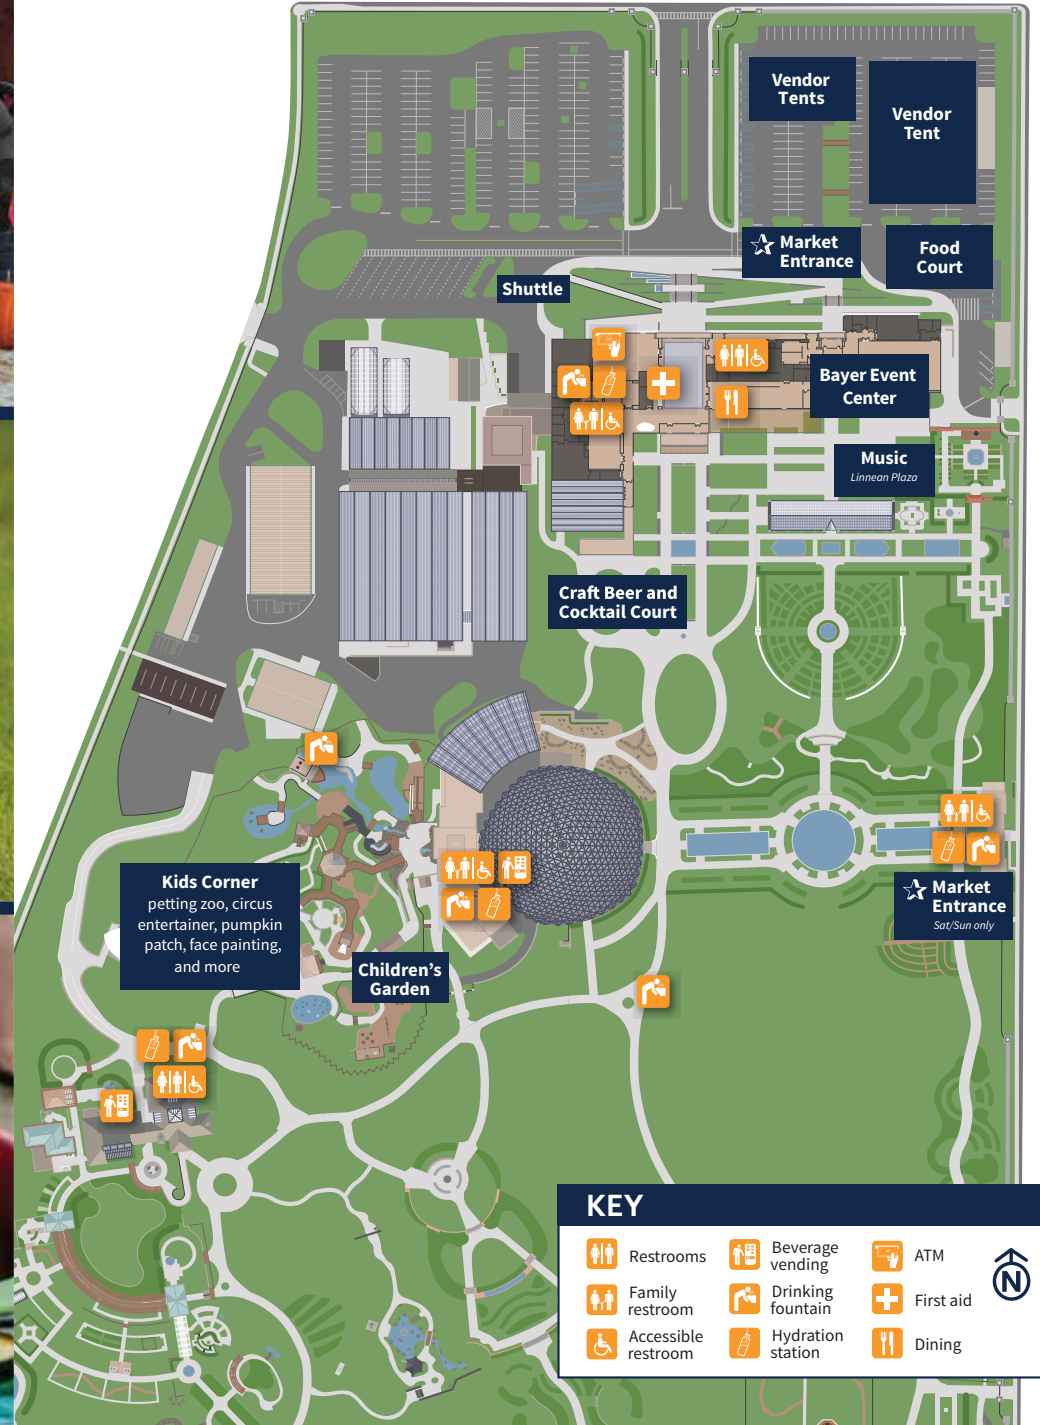 Vendor
Tents
Vendor
Tent
Market
Entrance
Food
Court
Shuttle
Bayer Event
Center
Music
Linnean Plaza
Craft Beer and
Cocktail Court
Kids Corner
petting zoo, circus
entertainer, pumpkin
patch, face painting,
and more
Market
Entrance
Sat/Sun only
Children's
Garden
KEY
Restrooms
Family
restroom
Accessible
restroom
Beverage
vending
Drinking
fountain
Hydration
station
ATM
First aid
Dining
N